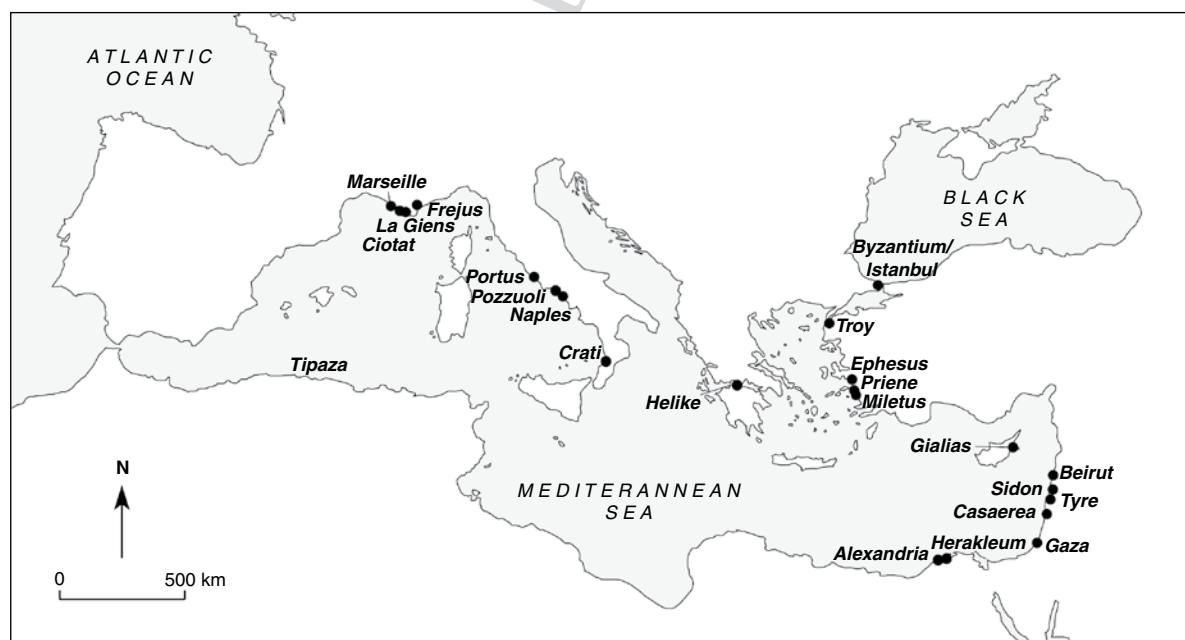 ATLANTIC
OCEAN
Marseille
Frejus
La Giens
Ciotat
BLACK
SEA
Byzantium/
Istanbul
Portus
Pozzuoli
Naples
Troy
Crati
Tipaza
Ephesus
Priene
Miletus
Helike
Gialias
Beirut
Sidon
Tyre
Casaerea
MEDITERANNEAN
SEA
Herakleum
Gaza
Alexandria
N
0 500 km